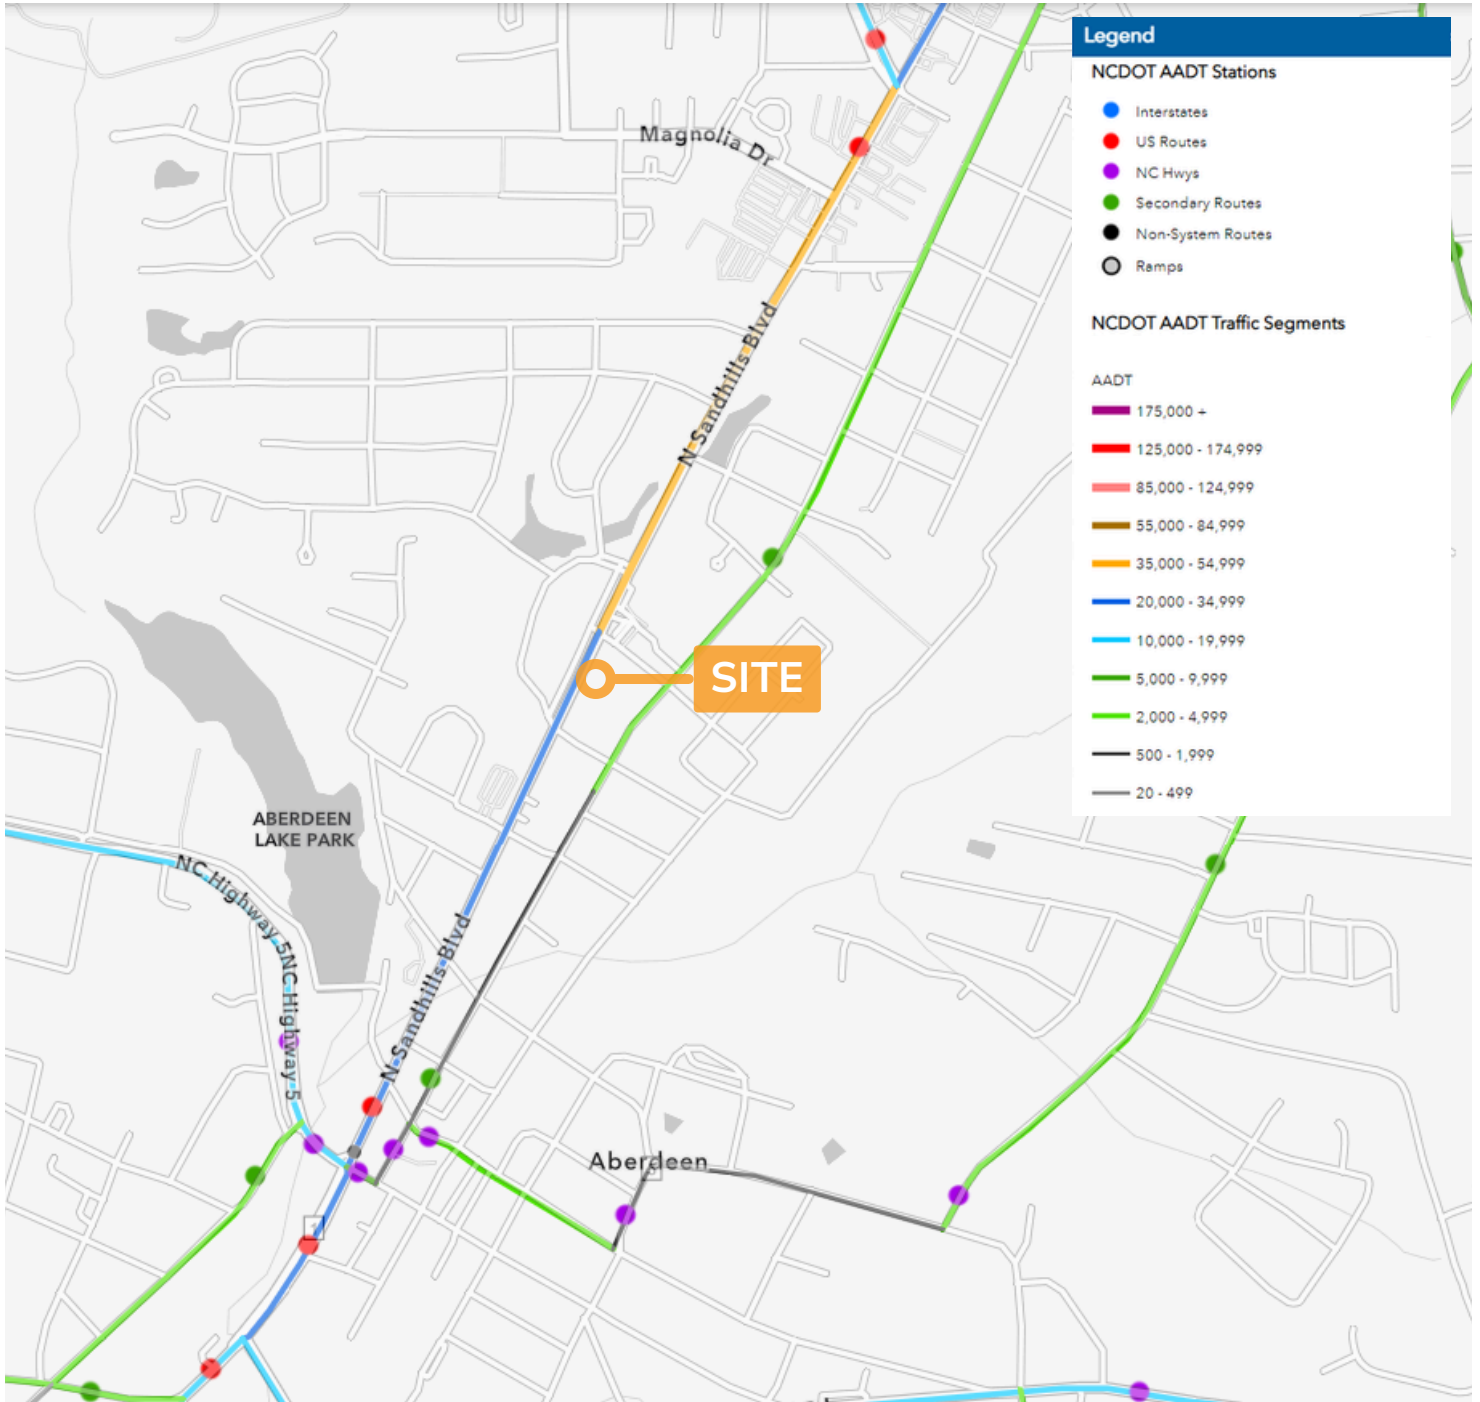 Legend
NCDOT AADT Stations
Interstates
US Routes
NC Hwys
Secondary Routes
Non-System Routes
Ramps
NCDOT AADT Traffic Segments
AADT
175,000 +
125,000 - 174,999
85,000 - 124,999
55,000 - 84,999
35,000 - 54,999
20,000 - 34,999
10,000 - 19,999
5,000 - 9,999
2,000 - 4,999
500 - 1,999
20 - 499
Magnolia Dr
N Sandhills Blvd
SITE
ABERDEEN
LAKE PARK
NC Highway 5
NC Highway 5
N Sandhills Blvd
Aberdeen
1